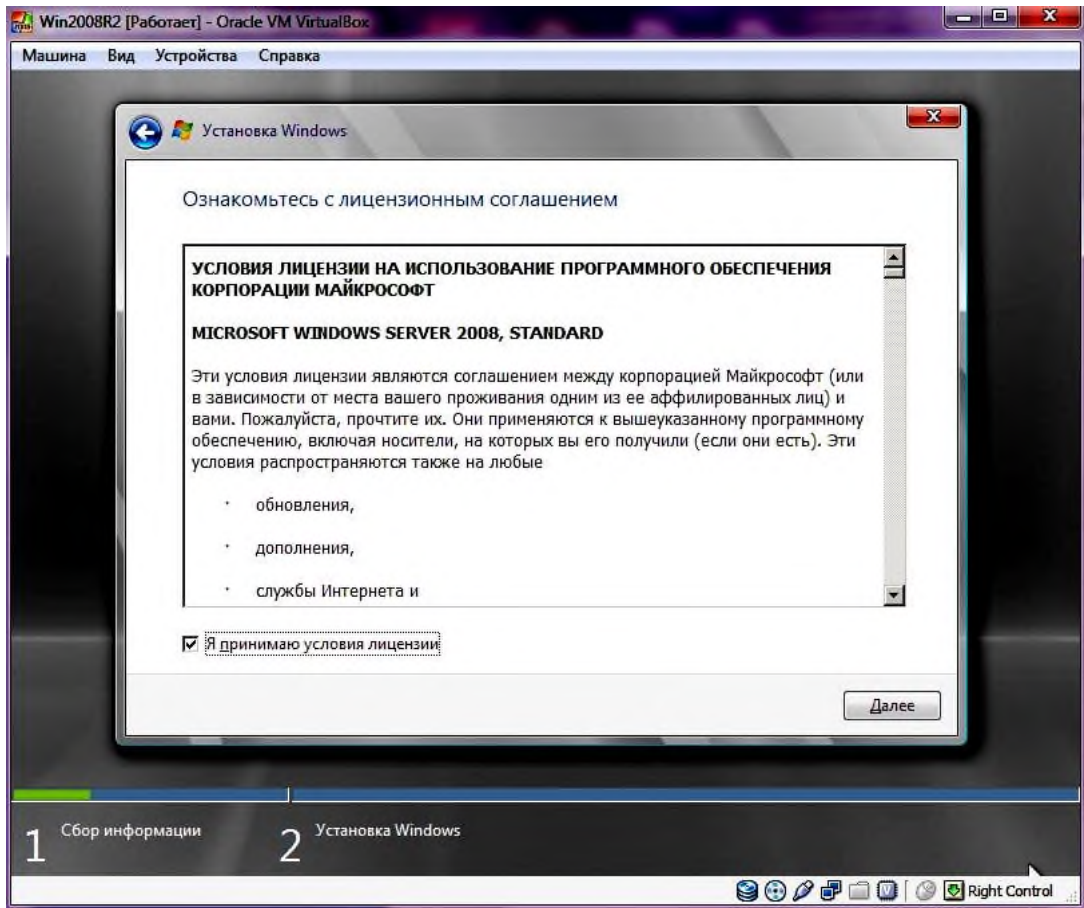 Win2008R2 [Работает] - Oracle VM VirtualBox
Машина Вид Устройства Справка
Установка Windows
Ознакомьтесь с лицензионным соглашением
УСЛОВИЯ ЛИЦЕНЗИИ НА ИСПОЛЬЗОВАНИЕ ПРОГРАММНОГО ОБЕСПЕЧЕНИЯ
КОРПОРАЦИИ МАЙКРОСОФТ
MICROSOFT WINDOWS SERVER 2008, STANDARD
Эти условия лицензии являются соглашением между корпорацией Майкрософт (или
в зависимости от места вашего проживания одним из ее аффилированных лиц) и
вами. Пожалуйста, прочтите их. Они применяются к вышеуказанному программному
обеспечению, включая носители, на которых вы его получили (если они есть). Эти
условия распространяются также на любые
· обновления,
· дополнения,
· службы Интернета и
Я принимаю условия лицензии
Далее
1 Сбор информации 2 Установка Windows
Right Control